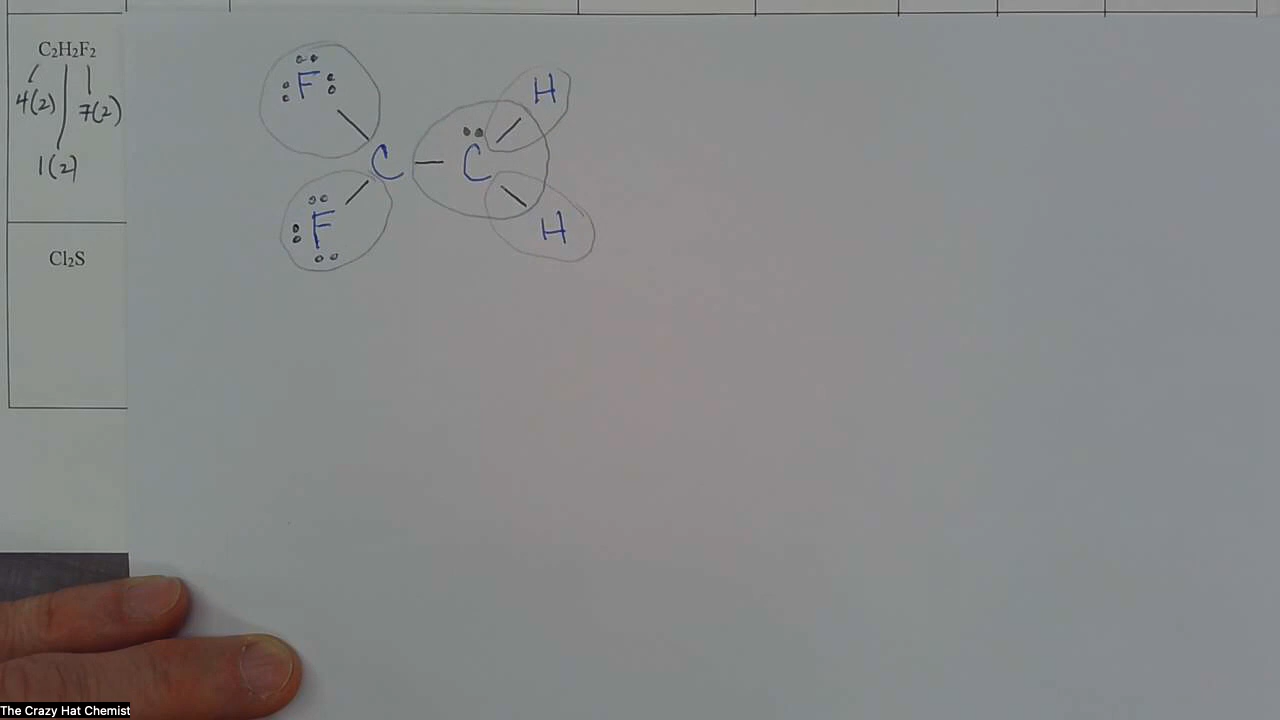 C₂H₂F₂
4(2) 7(2)
1(2)
F H
C — C
F H
Cl₂S
The Crazy Hat Chemist